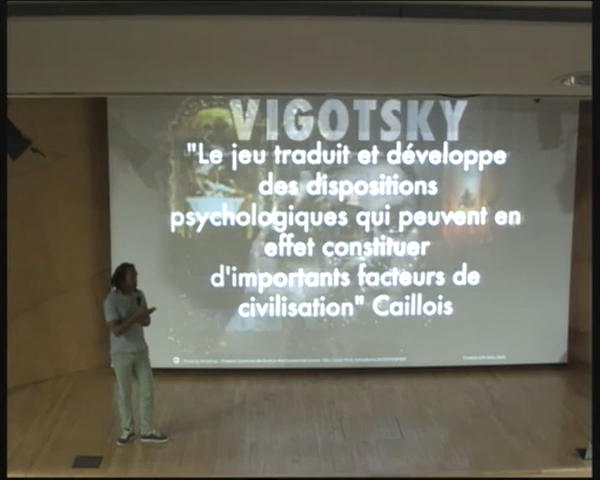 VIGOTSKY
"Le jeu traduit et développe
des dispositions
psychologiques qui peuvent en
effet constituer
d'importants facteurs de
civilisation" Caillois